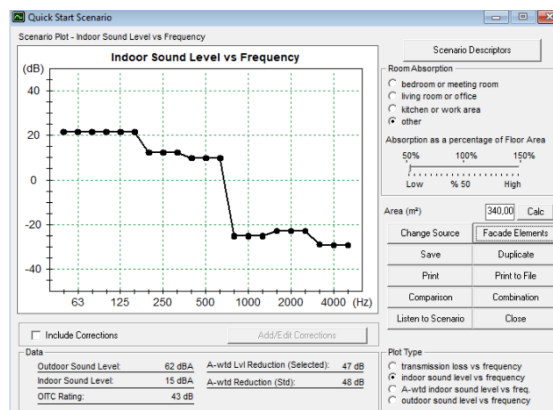 Quick Start Scenario
Scenario Plot - Indoor Sound Level vs Frequency
Indoor Sound Level vs Frequency
(dB)
40
20
0
-20
-40
63 125 250 500 1000 2000 4000 (Hz)
Include Corrections
Add/Edit Corrections
Data
Outdoor Sound Level: 62 dBA
Indoor Sound Level: 15 dBA
OITC Rating: 43 dB
A-wtd Lvl Reduction (Selected): 47 dB
A-wtd Reduction (Std): 48 dB
Scenario Descriptors
Room Absorption
bedroom or meeting room
living room or office
kitchen or work area
other
Absorption as a percentage of Floor Area
50% 100% 150%
Low % 50 High
Area (m²) 340,00 Calc
Change Source Facade Elements
Save Duplicate
Print Print to File
Comparison Combination
Listen to Scenario Close
Plot Type
transmission loss vs frequency
indoor sound level vs frequency
A-wtd indoor sound level vs freq.
outdoor sound level vs frequency